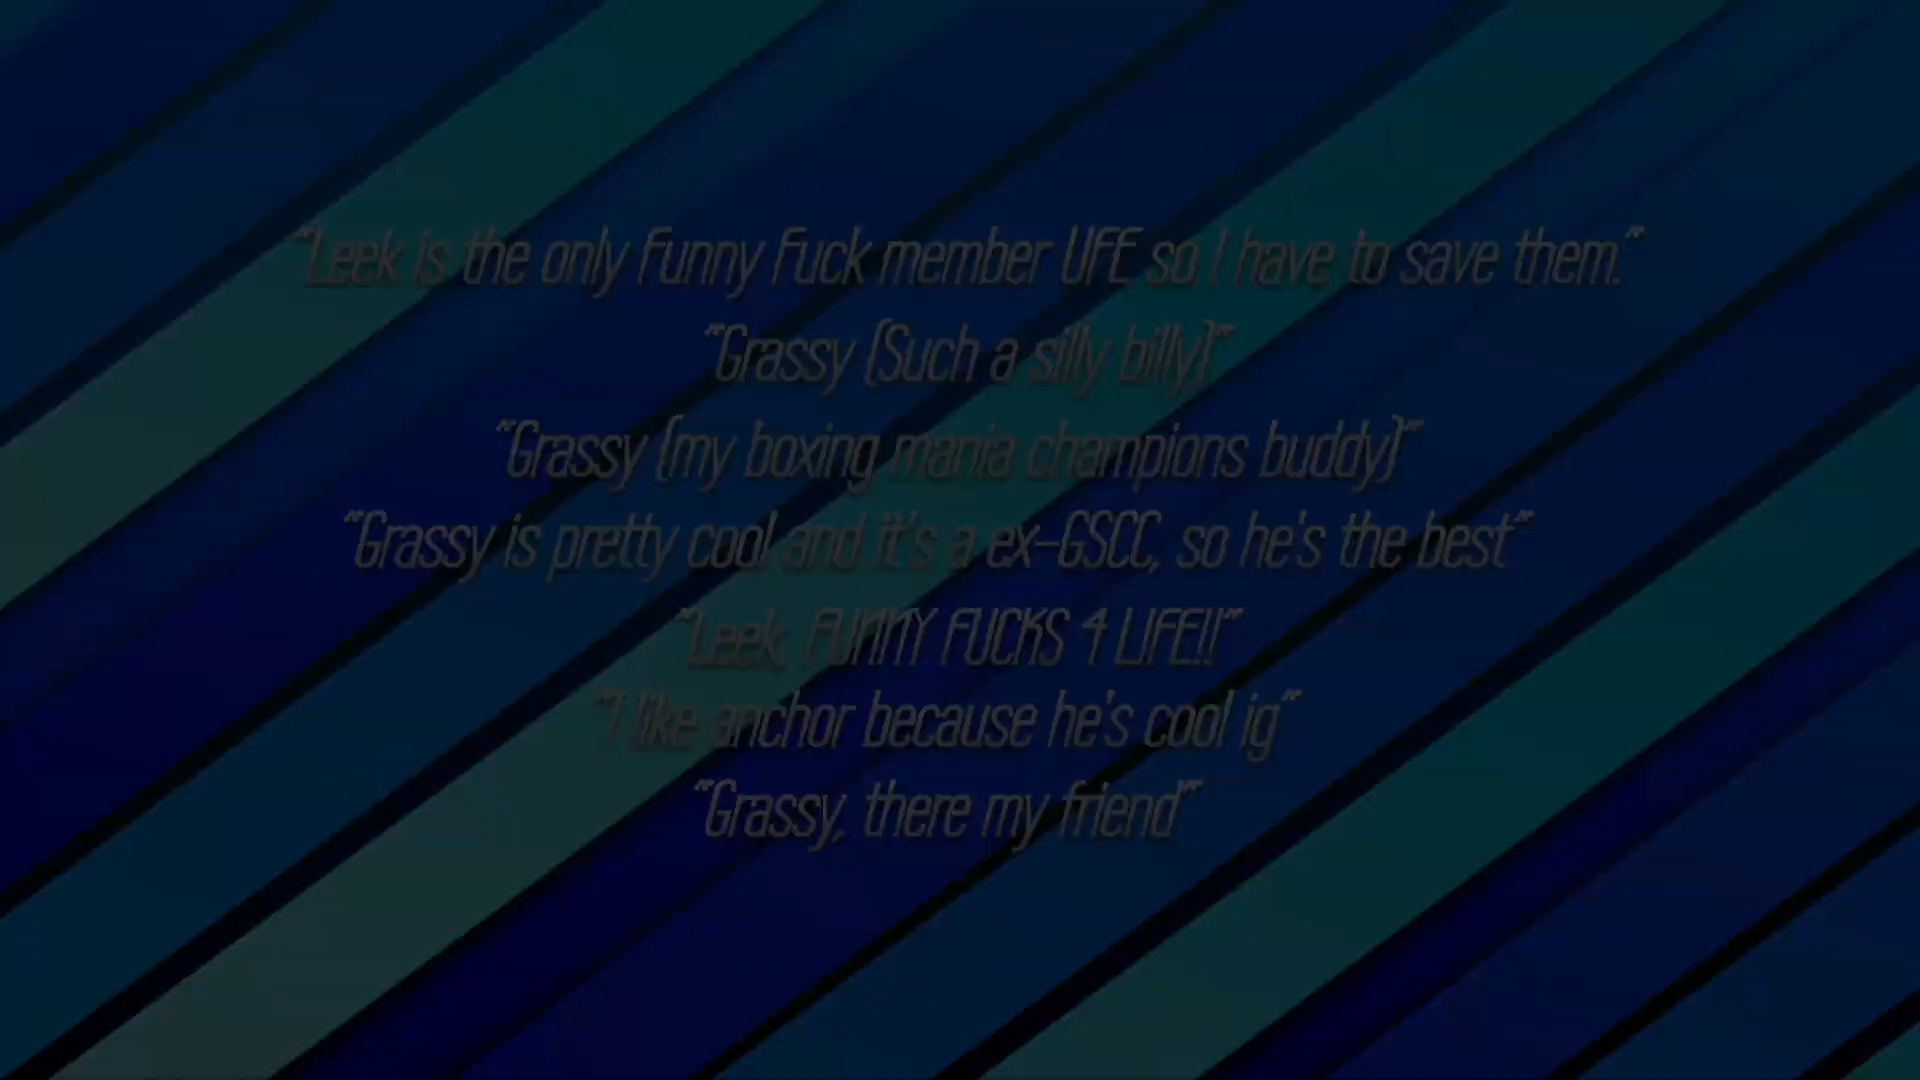 "Leek is the only Funny Fuck member UFE so I have to save them."
"Grassy (Such a silly billy)"
"Grassy (my boxing mania champions buddy)"
"Grassy is pretty cool and it's a ex-GSCC, so he's the best"
"Leek, FUNNY FUCKS 4 LIFE!!"
"I like anchor because he's cool ig"
"Grassy, there my friend"